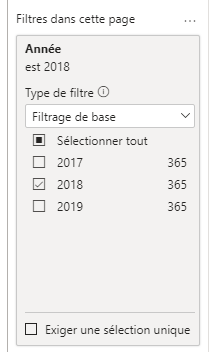 Filtres dans cette page ...
Année
est 2018
Type de filtre
Filtrage de base
Sélectionner tout
2017 365
2018 365
2019 365
Exiger une sélection unique